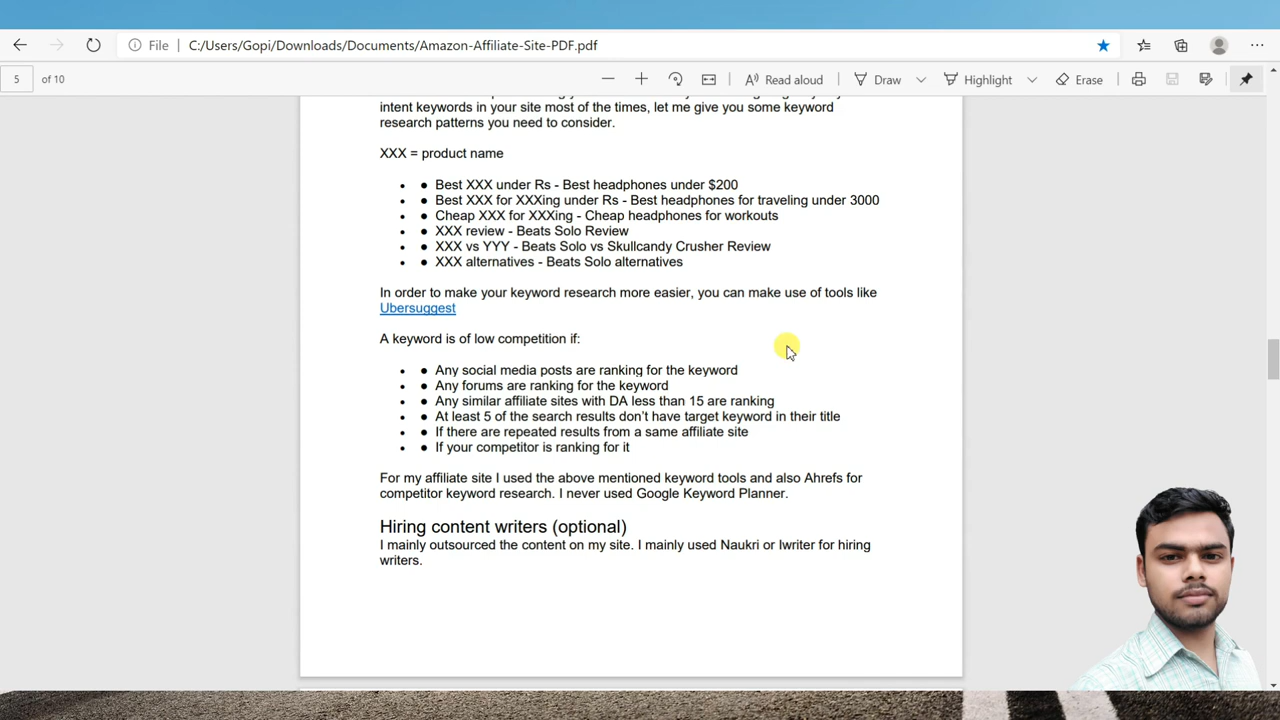 File | C:/Users/Gopi/Downloads/Documents/Amazon-Affiliate-Site-PDF.pdf
5 of 10
Read aloud
Draw
Highlight
Erase
intent keywords in your site most of the times, let me give you some keyword
research patterns you need to consider.
XXX = product name
● Best XXX under Rs - Best headphones under $200
● Best XXX for XXXing under Rs - Best headphones for traveling under 3000
● Cheap XXX for XXXing - Cheap headphones for workouts
● XXX review - Beats Solo Review
● XXX vs YYY - Beats Solo vs Skullcandy Crusher Review
● XXX alternatives - Beats Solo alternatives
In order to make your keyword research more easier, you can make use of tools like
Ubersuggest
A keyword is of low competition if:
● Any social media posts are ranking for the keyword
● Any forums are ranking for the keyword
● Any similar affiliate sites with DA less than 15 are ranking
● At least 5 of the search results don't have target keyword in their title
● If there are repeated results from a same affiliate site
● If your competitor is ranking for it
For my affiliate site I used the above mentioned keyword tools and also Ahrefs for
competitor keyword research. I never used Google Keyword Planner.
Hiring content writers (optional)
I mainly outsourced the content on my site. I mainly used Naukri or Iwriter for hiring
writers.